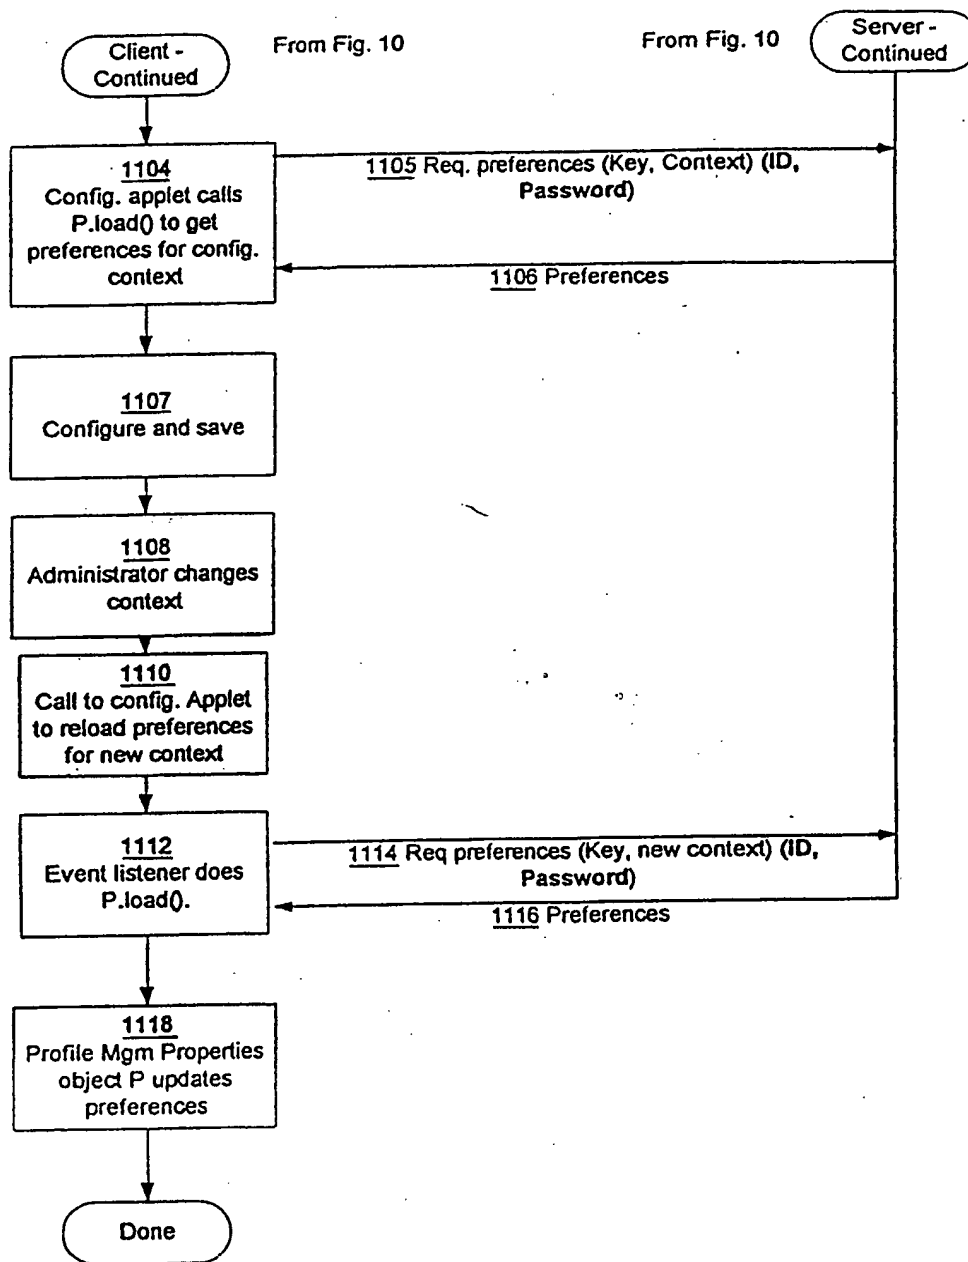 Client -
Continued
From Fig. 10
From Fig. 10
Server -
Continued
1104
Config. applet calls
P.load() to get
preferences for config.
context
1105 Req. preferences (Key, Context) (ID,
Password)
1106 Preferences
1107
Configure and save
1108
Administrator changes
context
1110
Call to config. Applet
to reload preferences
for new context
1112
Event listener does
P.load().
1114 Req preferences (Key, new context) (ID,
Password)
1116 Preferences
1118
Profile Mgm Properties
object P updates
preferences
Done